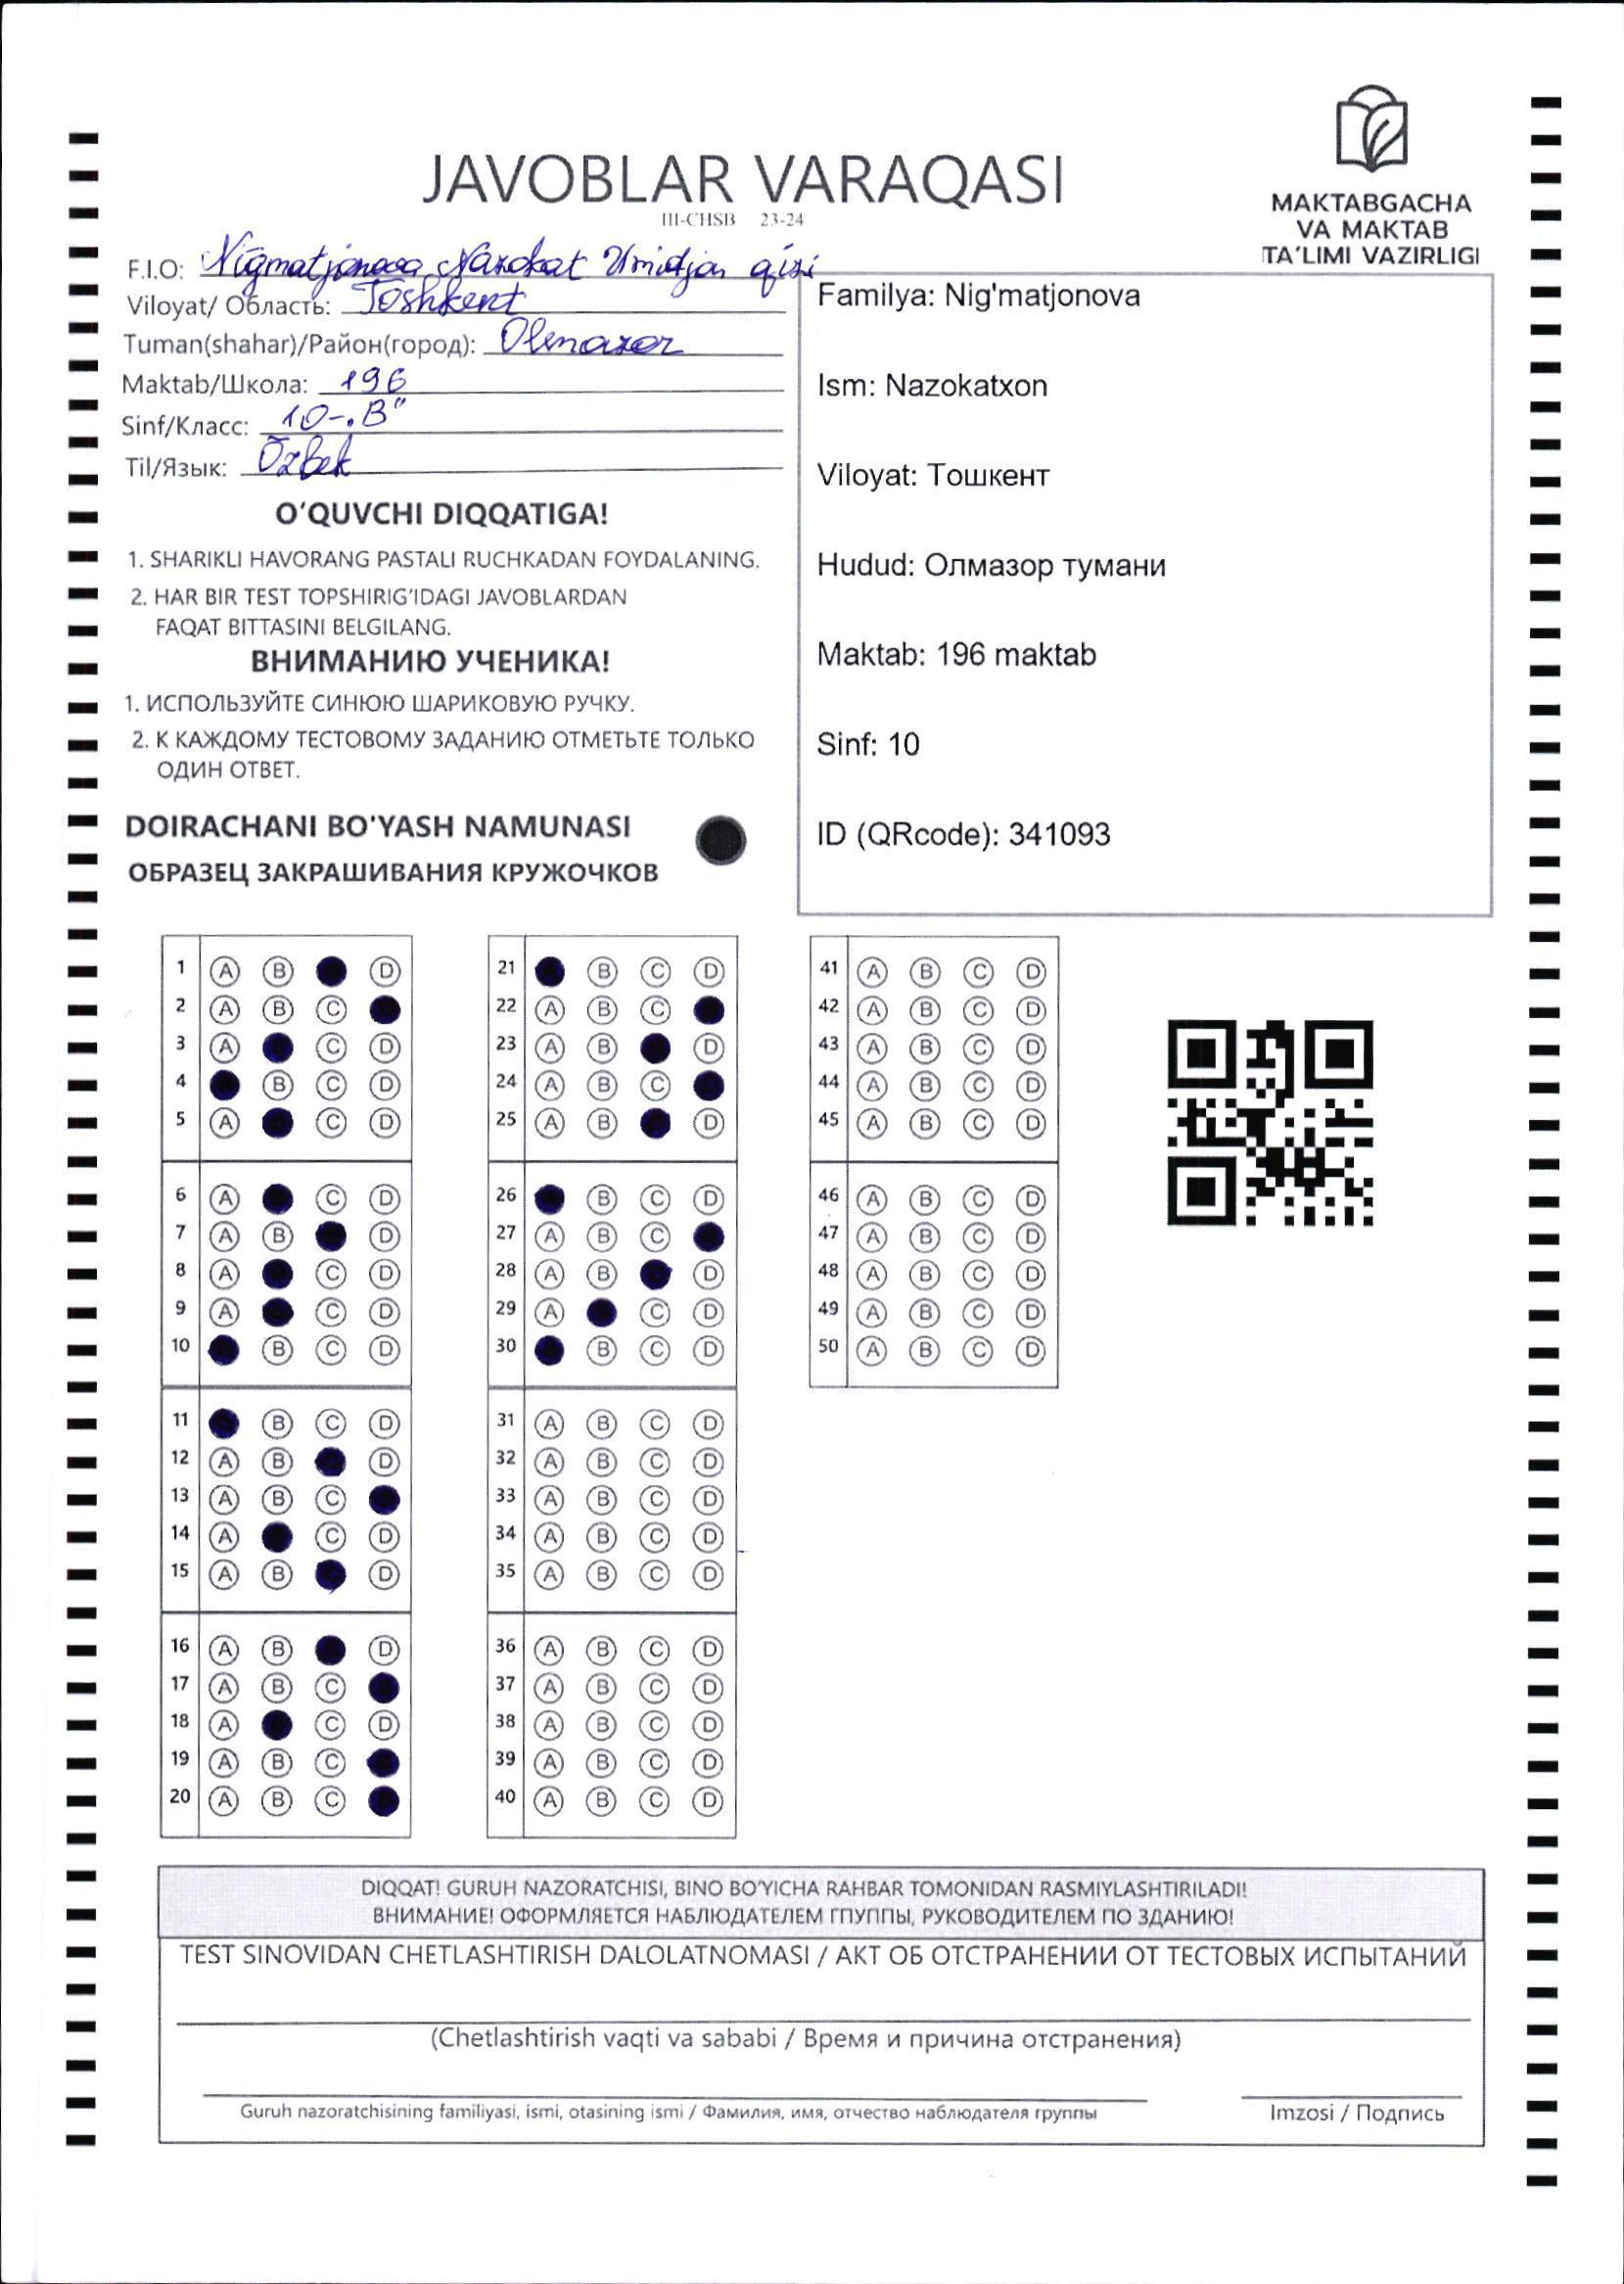 JAVOBLAR VARAQASI
III-CHSB 23-24
MAKTABGACHA
VA MAKTAB
TA'LIMI VAZIRLIGI
F.I.O: Nigmatjonova Nazokat Umidjon qizi
Viloyat/ Область: Toshkent
Tuman(shahar)/Район(город): Olmazor
Maktab/Школа: 196
Sinf/Класс: 10-„B"
Til/Язык: Ōzbek
O'QUVCHI DIQQATIGA!
1. SHARIKLI HAVORANG PASTALI RUCHKADAN FOYDALANING.
2. HAR BIR TEST TOPSHIRIG'IDAGI JAVOBLARDAN
FAQAT BITTASINI BELGILANG.
ВНИМАНИЮ УЧЕНИКА!
1. ИСПОЛЬЗУЙТЕ СИНЮЮ ШАРИКОВУЮ РУЧКУ.
2. К КАЖДОМУ ТЕСТОВОМУ ЗАДАНИЮ ОТМЕТЬТЕ ТОЛЬКО
ОДИН ОТВЕТ.
DOIRACHANI BO'YASH NAMUNASI
ОБРАЗЕЦ ЗАКРАШИВАНИЯ КРУЖОЧКОВ
Familya: Nig'matjonova
Ism: Nazokatxon
Viloyat: Тошкент
Hudud: Олмазор тумани
Maktab: 196 maktab
Sinf: 10
ID (QRcode): 341093
1 A B D
2 A B C
3 A C D
4 B C D
5 A C D
6 A C D
7 A B D
8 A C D
9 A C D
10 B C D
11 B C D
12 A B D
13 A B C
14 A C D
15 A B D
16 A B D
17 A B C
18 A C D
19 A B C
20 A B C
21 B C D
22 A B C
23 A B D
24 A B C
25 A B D
26 B C D
27 A B C
28 A B D
29 A C D
30 B C D
31 A B C D
32 A B C D
33 A B C D
34 A B C D
35 A B C D
36 A B C D
37 A B C D
38 A B C D
39 A B C D
40 A B C D
41 A B C D
42 A B C D
43 A B C D
44 A B C D
45 A B C D
46 A B C D
47 A B C D
48 A B C D
49 A B C D
50 A B C D
DIQQAT! GURUH NAZORATCHISI, BINO BO'YICHA RAHBAR TOMONIDAN RASMIYLASHTIRILADI!
ВНИМАНИЕ! ОФОРМЛЯЕТСЯ НАБЛЮДАТЕЛЕМ ГПУППЫ, РУКОВОДИТЕЛЕМ ПО ЗДАНИЮ!
TEST SINOVIDAN CHETLASHTIRISH DALOLATNOMASI / АКТ ОБ ОТСТРАНЕНИИ ОТ ТЕСТОВЫХ ИСПЫТАНИЙ
(Chetlashtirish vaqti va sababi / Время и причина отстранения)
Guruh nazoratchisining familiyasi, ismi, otasining ismi / Фамилия, имя, отчество наблюдателя группы
Imzosi / Подпись